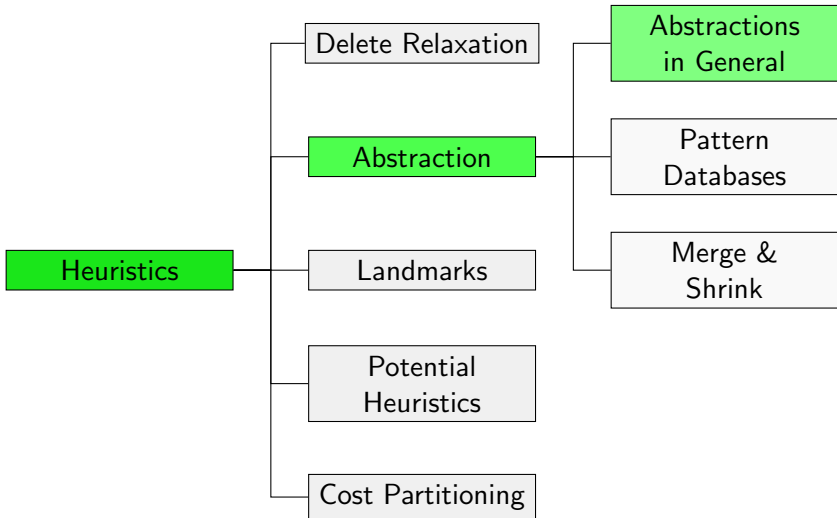 Delete Relaxation
Abstractions
in General
Abstraction
Pattern
Databases
Heuristics
Landmarks
Merge &
Shrink
Potential
Heuristics
Cost Partitioning